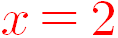 x = 2